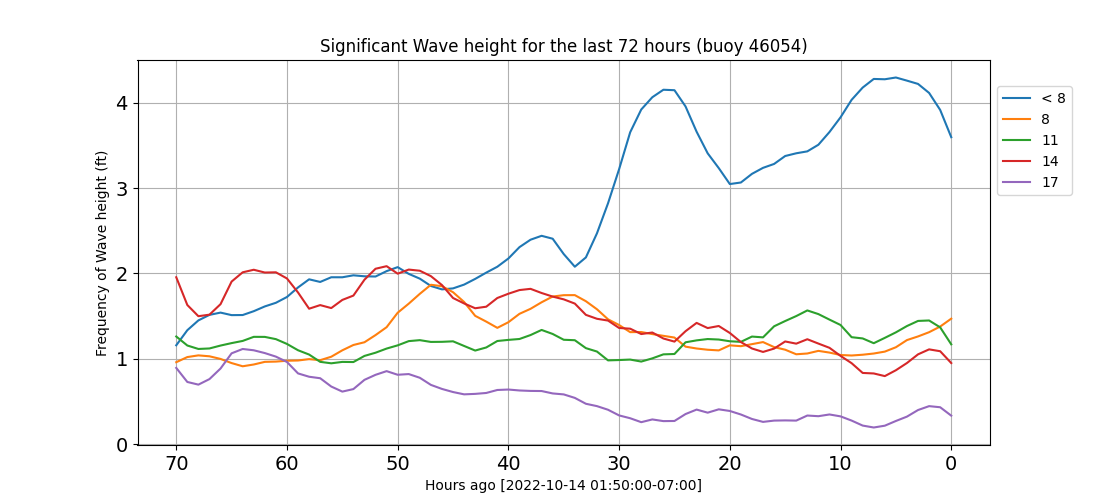 Significant Wave height for the last 72 hours (buoy 46054)
Frequency of Wave height (ft)
4
3
2
1
0
70 60 50 40 30 20 10 0
Hours ago [2022-10-14 01:50:00-07:00]
< 8
8
11
14
17